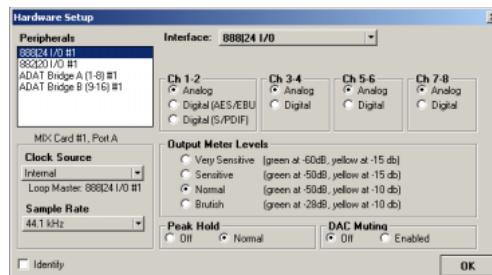 Hardware Setup
Peripherals
888|24 I/O #1
882|20 I/O #1
ADAT Bridge A (1-8) #1
ADAT Bridge B (9-16) #1
MIX Card #1, Port A
Clock Source
Internal
Loop Master: 888|24 I/O #1
Sample Rate
44.1 kHz
Identify
Interface: 888|24 I/O
Ch 1-2
Analog
Digital (AES/EBU
Digital (S/PDIF)
Ch 3-4
Analog
Digital
Ch 5-6
Analog
Digital
Ch 7-8
Analog
Digital
Output Meter Levels
Very Sensitive (green at -60dB, yellow at -15 db)
Sensitive (green at -50dB, yellow at -15 db)
Normal (green at -50dB, yellow at -10 db)
Brutish (green at -28dB, yellow at -10 db)
Peak Hold
Off Normal
DAC Muting
Off Enabled
OK